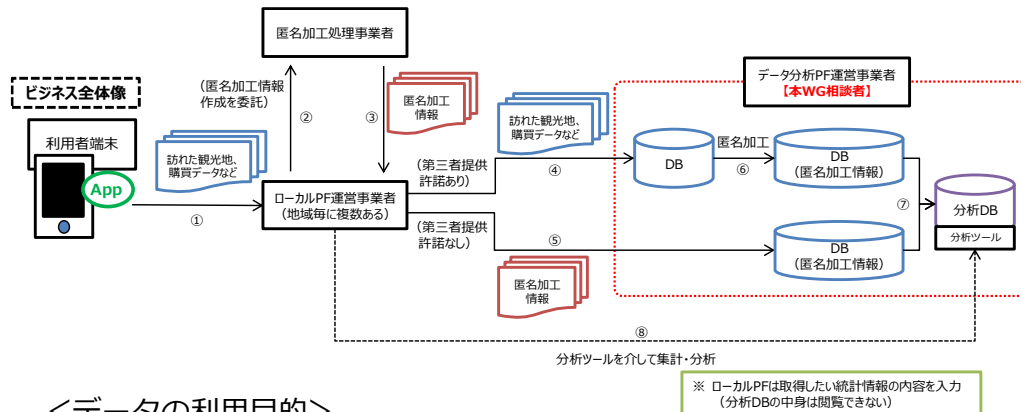 匿名加工処理事業者
ビジネス全体像
利用者端末
App
訪れた観光地、
購買データなど
①
（匿名加工情報
作成を委託）
②
③
匿名加工
情報
ローカルPF運営事業者
（地域毎に複数ある）
（第三者提供
許諾あり）
訪れた観光地、
購買データなど
④
（第三者提供
許諾なし）
⑤
匿名加工
情報
データ分析PF運営事業者
【本WG相談者】
DB
匿名加工
⑥
DB
（匿名加工情報）
DB
（匿名加工情報）
⑦
分析DB
分析ツール
⑧
分析ツールを介して集計・分析
※ ローカルPFは取得したい統計情報の内容を入力
（分析DBの中身は閲覧できない）
＜データの利用目的＞